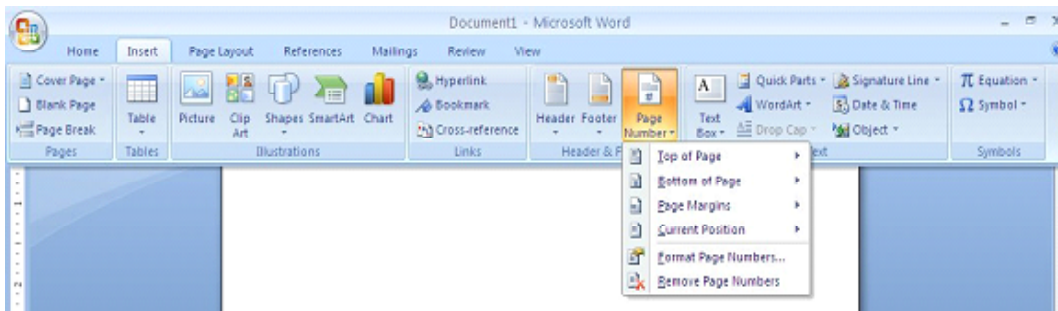 Document1 - Microsoft Word
Home Insert Page Layout References Mailings Review View
Cover Page
Blank Page
Page Break
Pages
Table
Tables
Picture
Clip Art
Shapes
SmartArt
Chart
Illustrations
Hyperlink
Bookmark
Cross-reference
Links
Header
Footer
Page Number
Header & F
Text Box
Quick Parts
WordArt
Drop Cap
Signature Line
Date & Time
Object
ext
π Equation
Ω Symbol
Symbols
Top of Page
Bottom of Page
Page Margins
Current Position
Format Page Numbers...
Remove Page Numbers